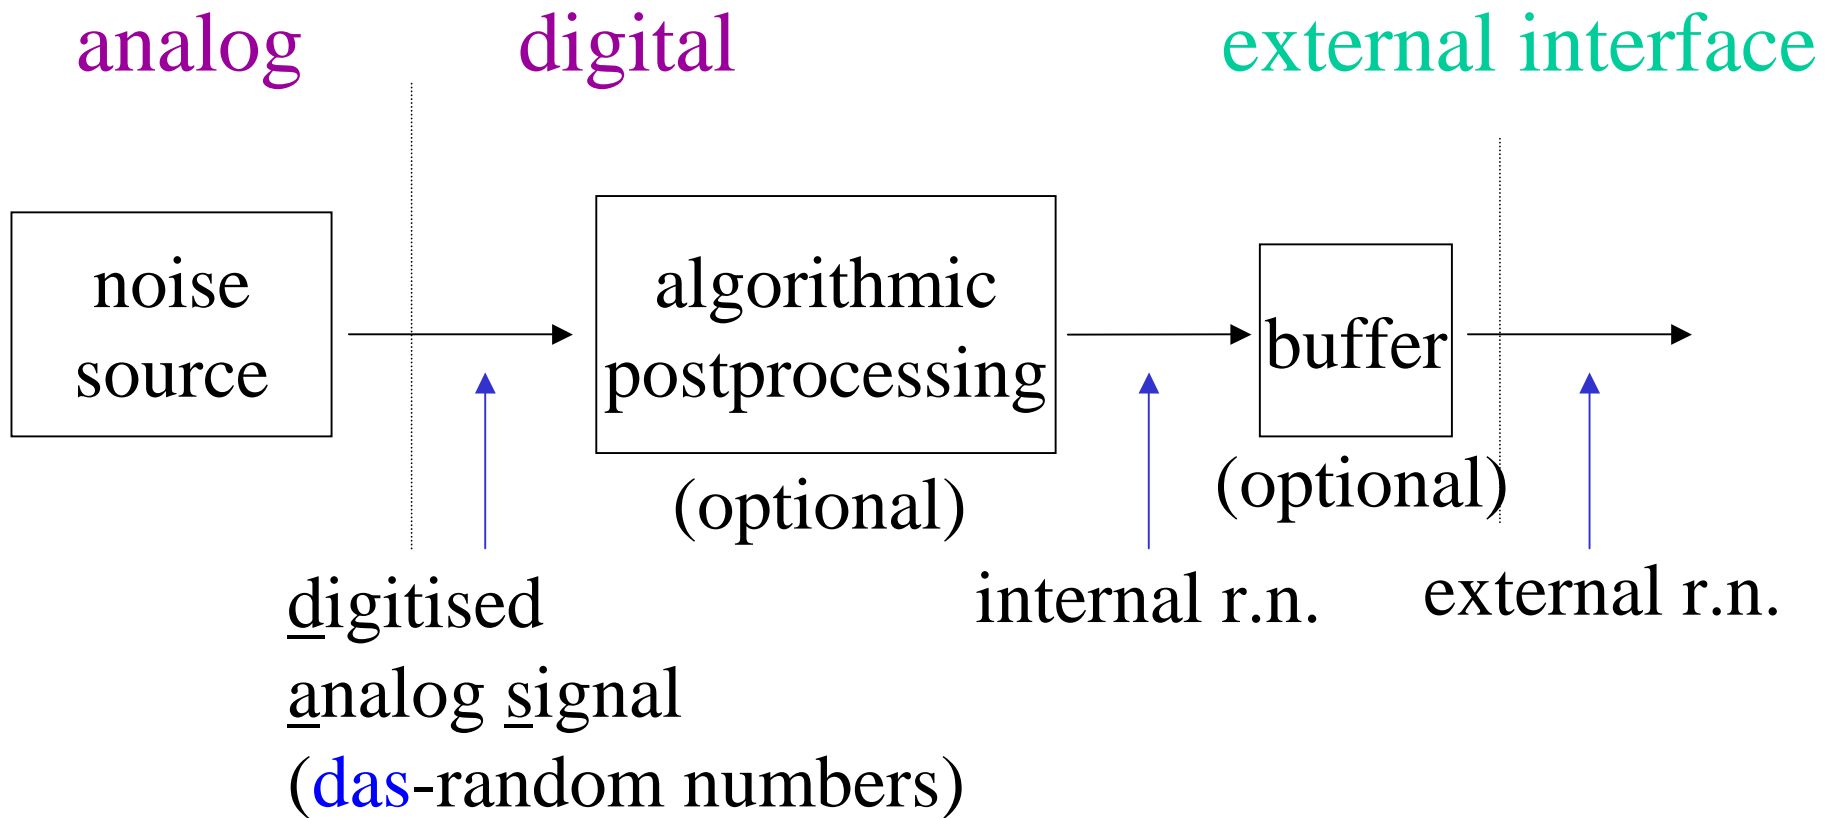 analog
digital
external interface
noise
source
algorithmic
postprocessing
(optional)
buffer
(optional)
digitised
analog signal
(das-random numbers)
internal r.n.
external r.n.